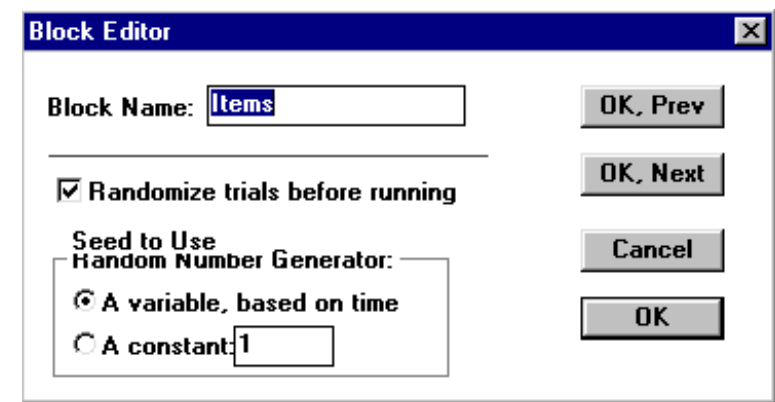 Block Editor
Block Name: Items
OK, Prev
Randomize trials before running
OK, Next
Seed to Use
Random Number Generator:
Cancel
A variable, based on time
OK
A constant: 1